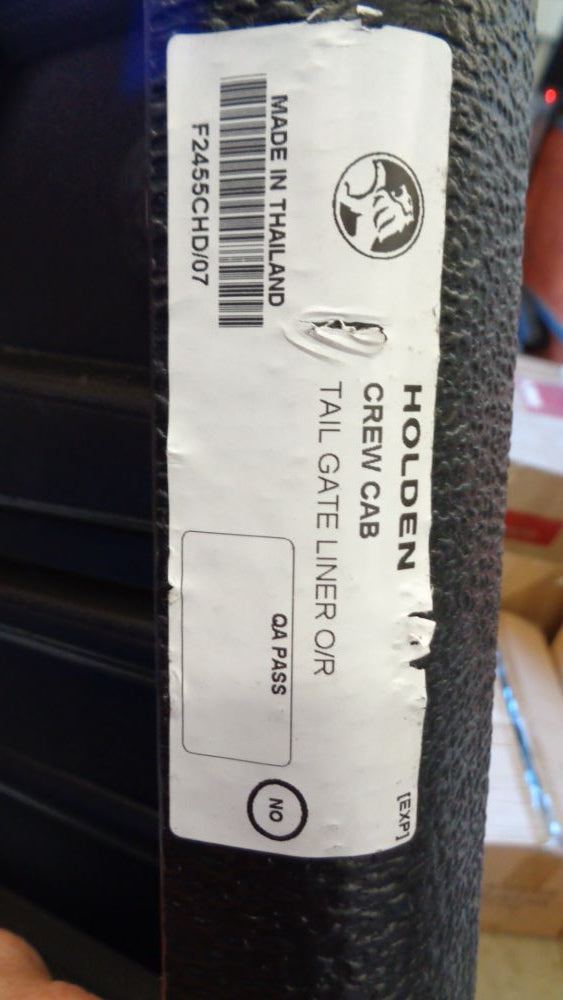 HOLDEN
CREW CAB
TAIL GATE LINER O/R
[EXP]
MADE IN THAILAND
F2455CHD/07
QA PASS
NO